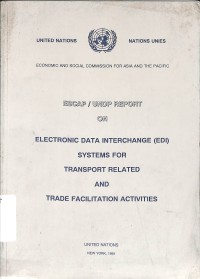 UNITED NATIONS
NATIONS UNIES
ECONOMIC AND SOCIAL COMMISSION FOR ASIA AND THE PACIFIC
ESCAP / UNDP REPORT
ON
ELECTRONIC DATA INTERCHANGE (EDI)
SYSTEMS FOR
TRANSPORT RELATED
AND
TRADE FACILITATION ACTIVITIES
UNITED NATIONS